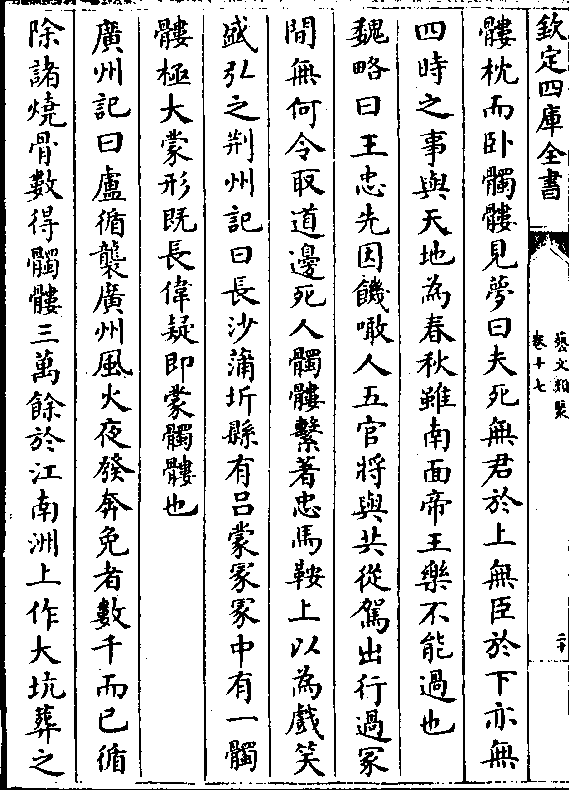 欽定四庫全書
藝文類聚
卷十七
二十
髏枕而卧髑髏見夢曰夫死無君於上無臣於下亦無
四時之事與天地為春秋雖南面帝王樂不能過也
魏略曰王忠先因饑噉人五官將與共從駕出行過冢
間無何令取道邊死人髑髏繫著忠馬鞍上以為戲笑
盛弘之荆州記曰長沙蒲圻縣有吕蒙冡冡中有一髑
髏極大蒙形既長偉疑即蒙髑髏也
廣州記曰盧循襲廣州風火夜發奔免者數千而已循
除諸燒骨數得髑髏三萬餘於江南洲上作大坑葬之